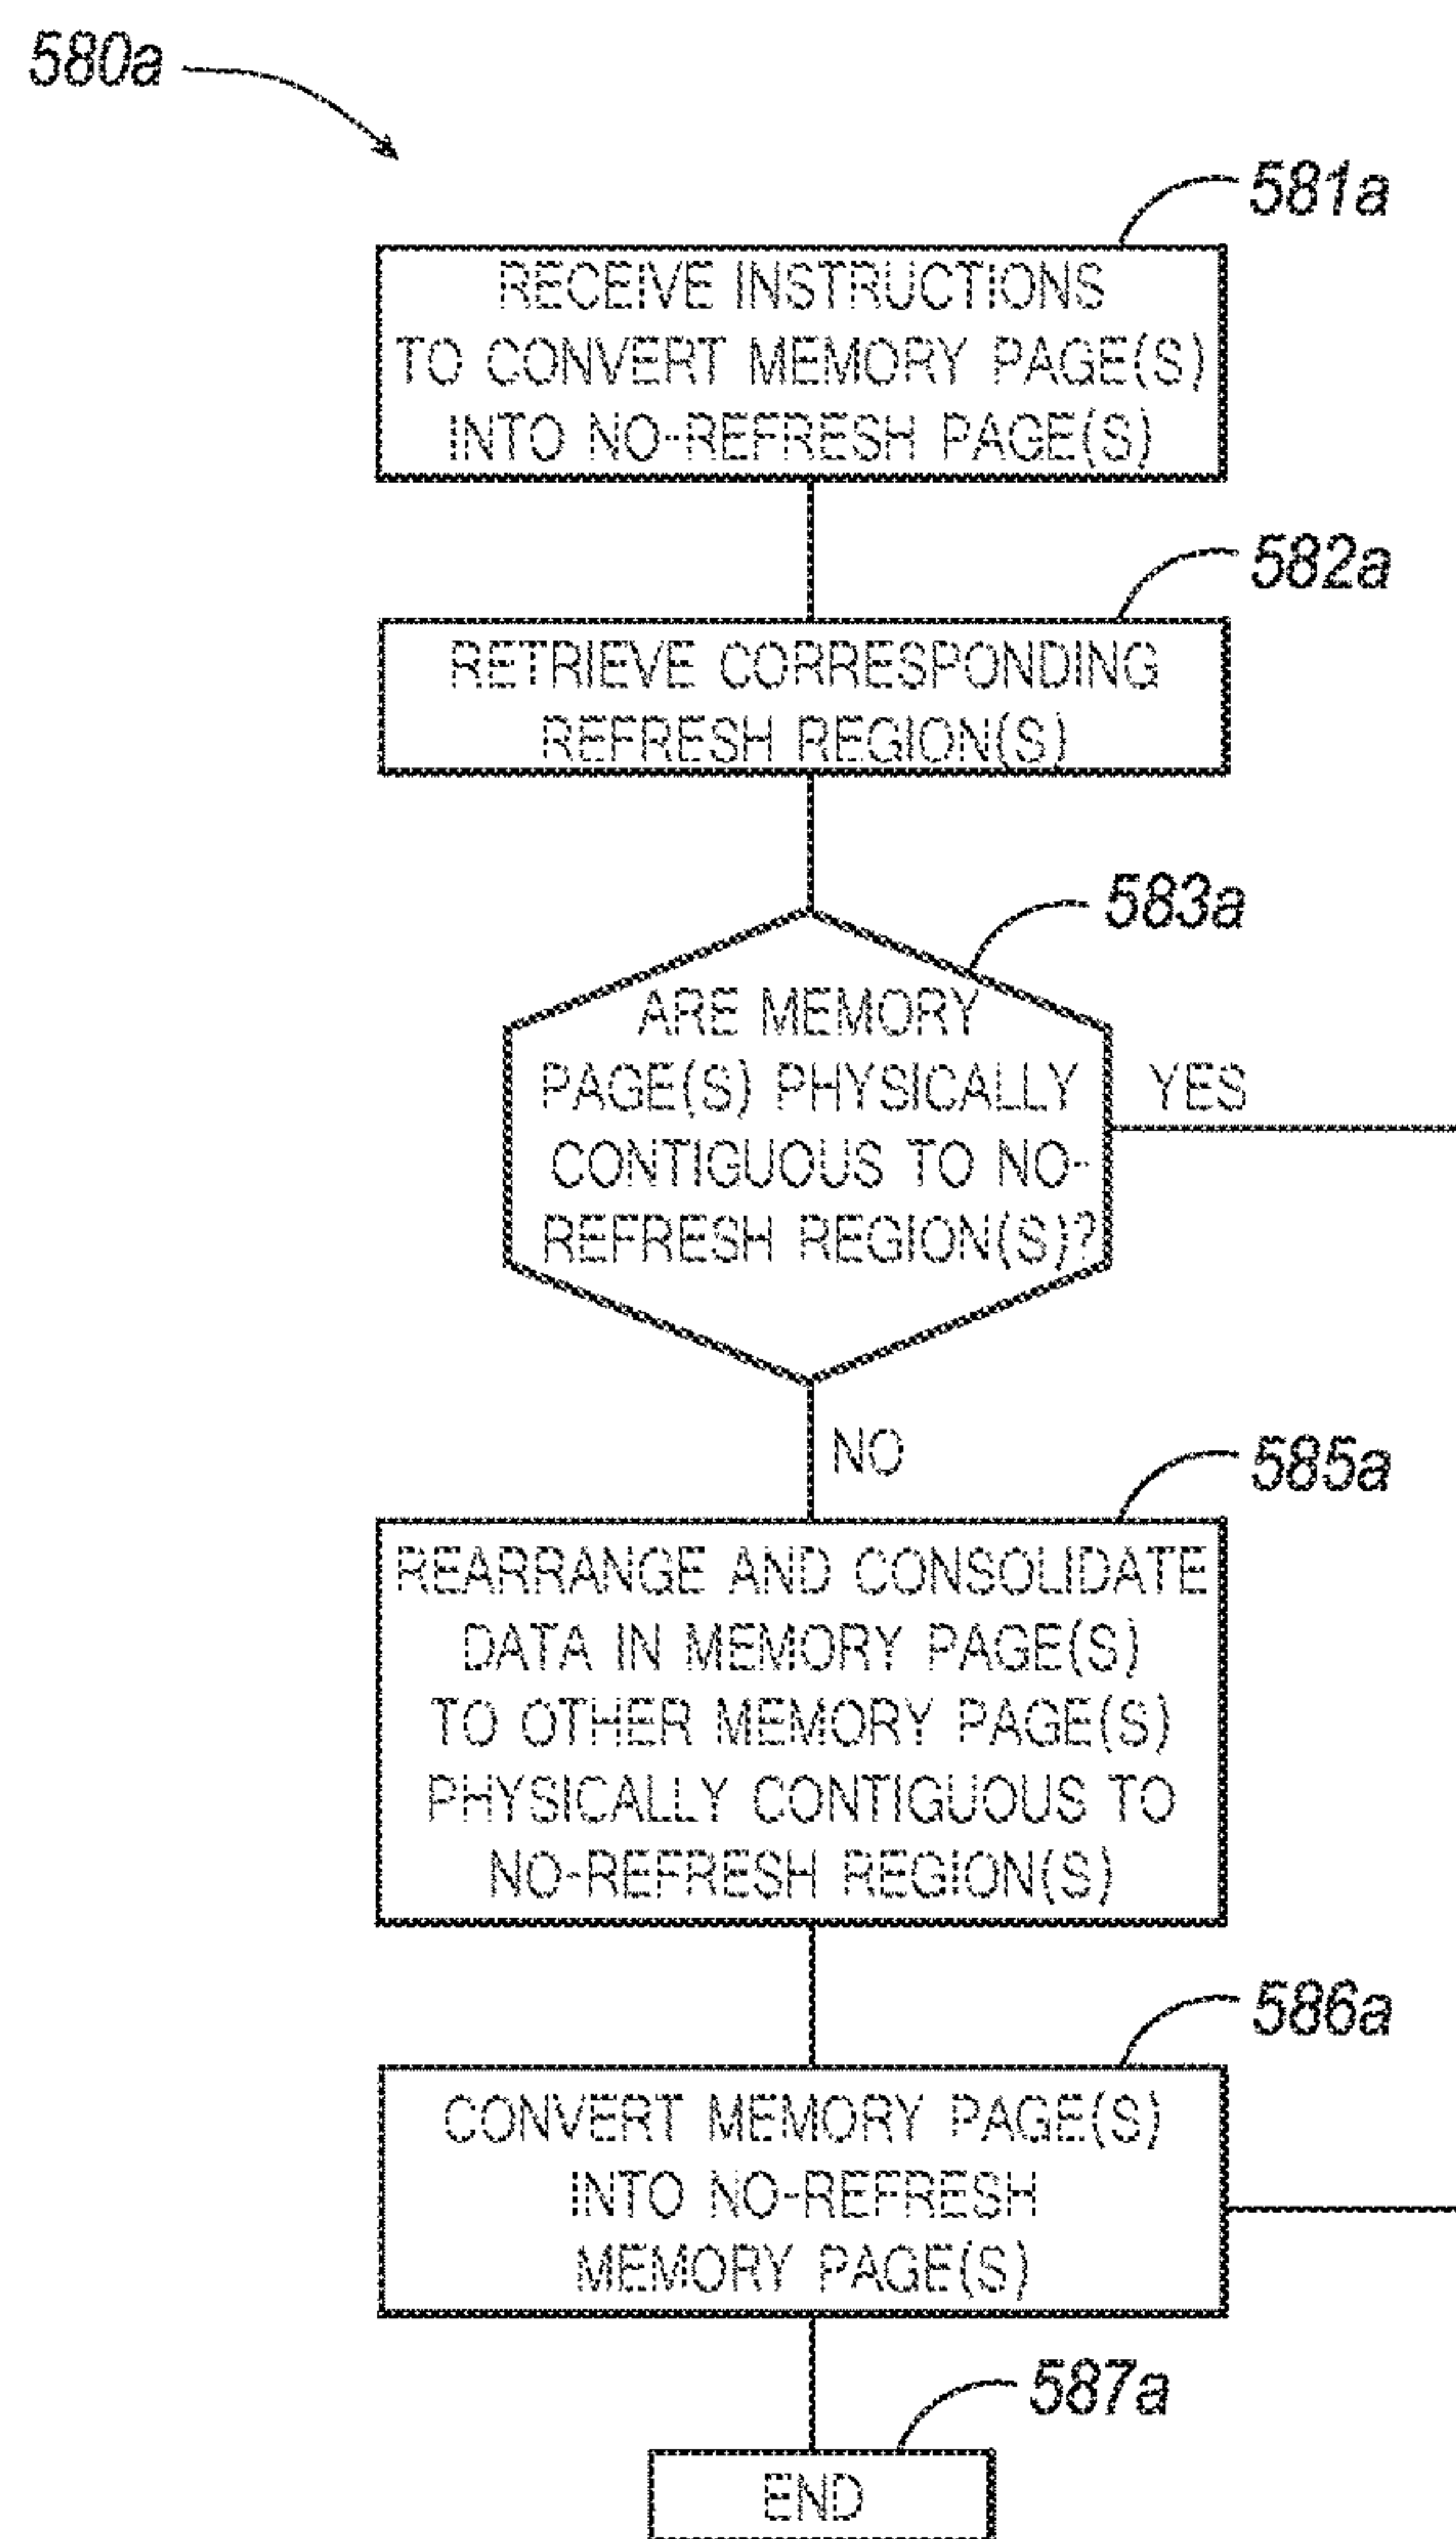 580a
581a
RECEIVE INSTRUCTIONS
TO CONVERT MEMORY PAGE(S)
INTO NO-REFRESH PAGE(S)
582a
RETRIEVE CORRESPONDING
REFRESH REGION(S)
583a
ARE MEMORY
PAGE(S) PHYSICALLY
CONTIGUOUS TO NO-
REFRESH REGION(S)?
YES
NO
585a
REARRANGE AND CONSOLIDATE
DATA IN MEMORY PAGE(S)
TO OTHER MEMORY PAGE(S)
PHYSICALLY CONTIGUOUS TO
NO-REFRESH REGION(S)
586a
CONVERT MEMORY PAGE(S)
INTO NO-REFRESH
MEMORY PAGE(S)
587a
END